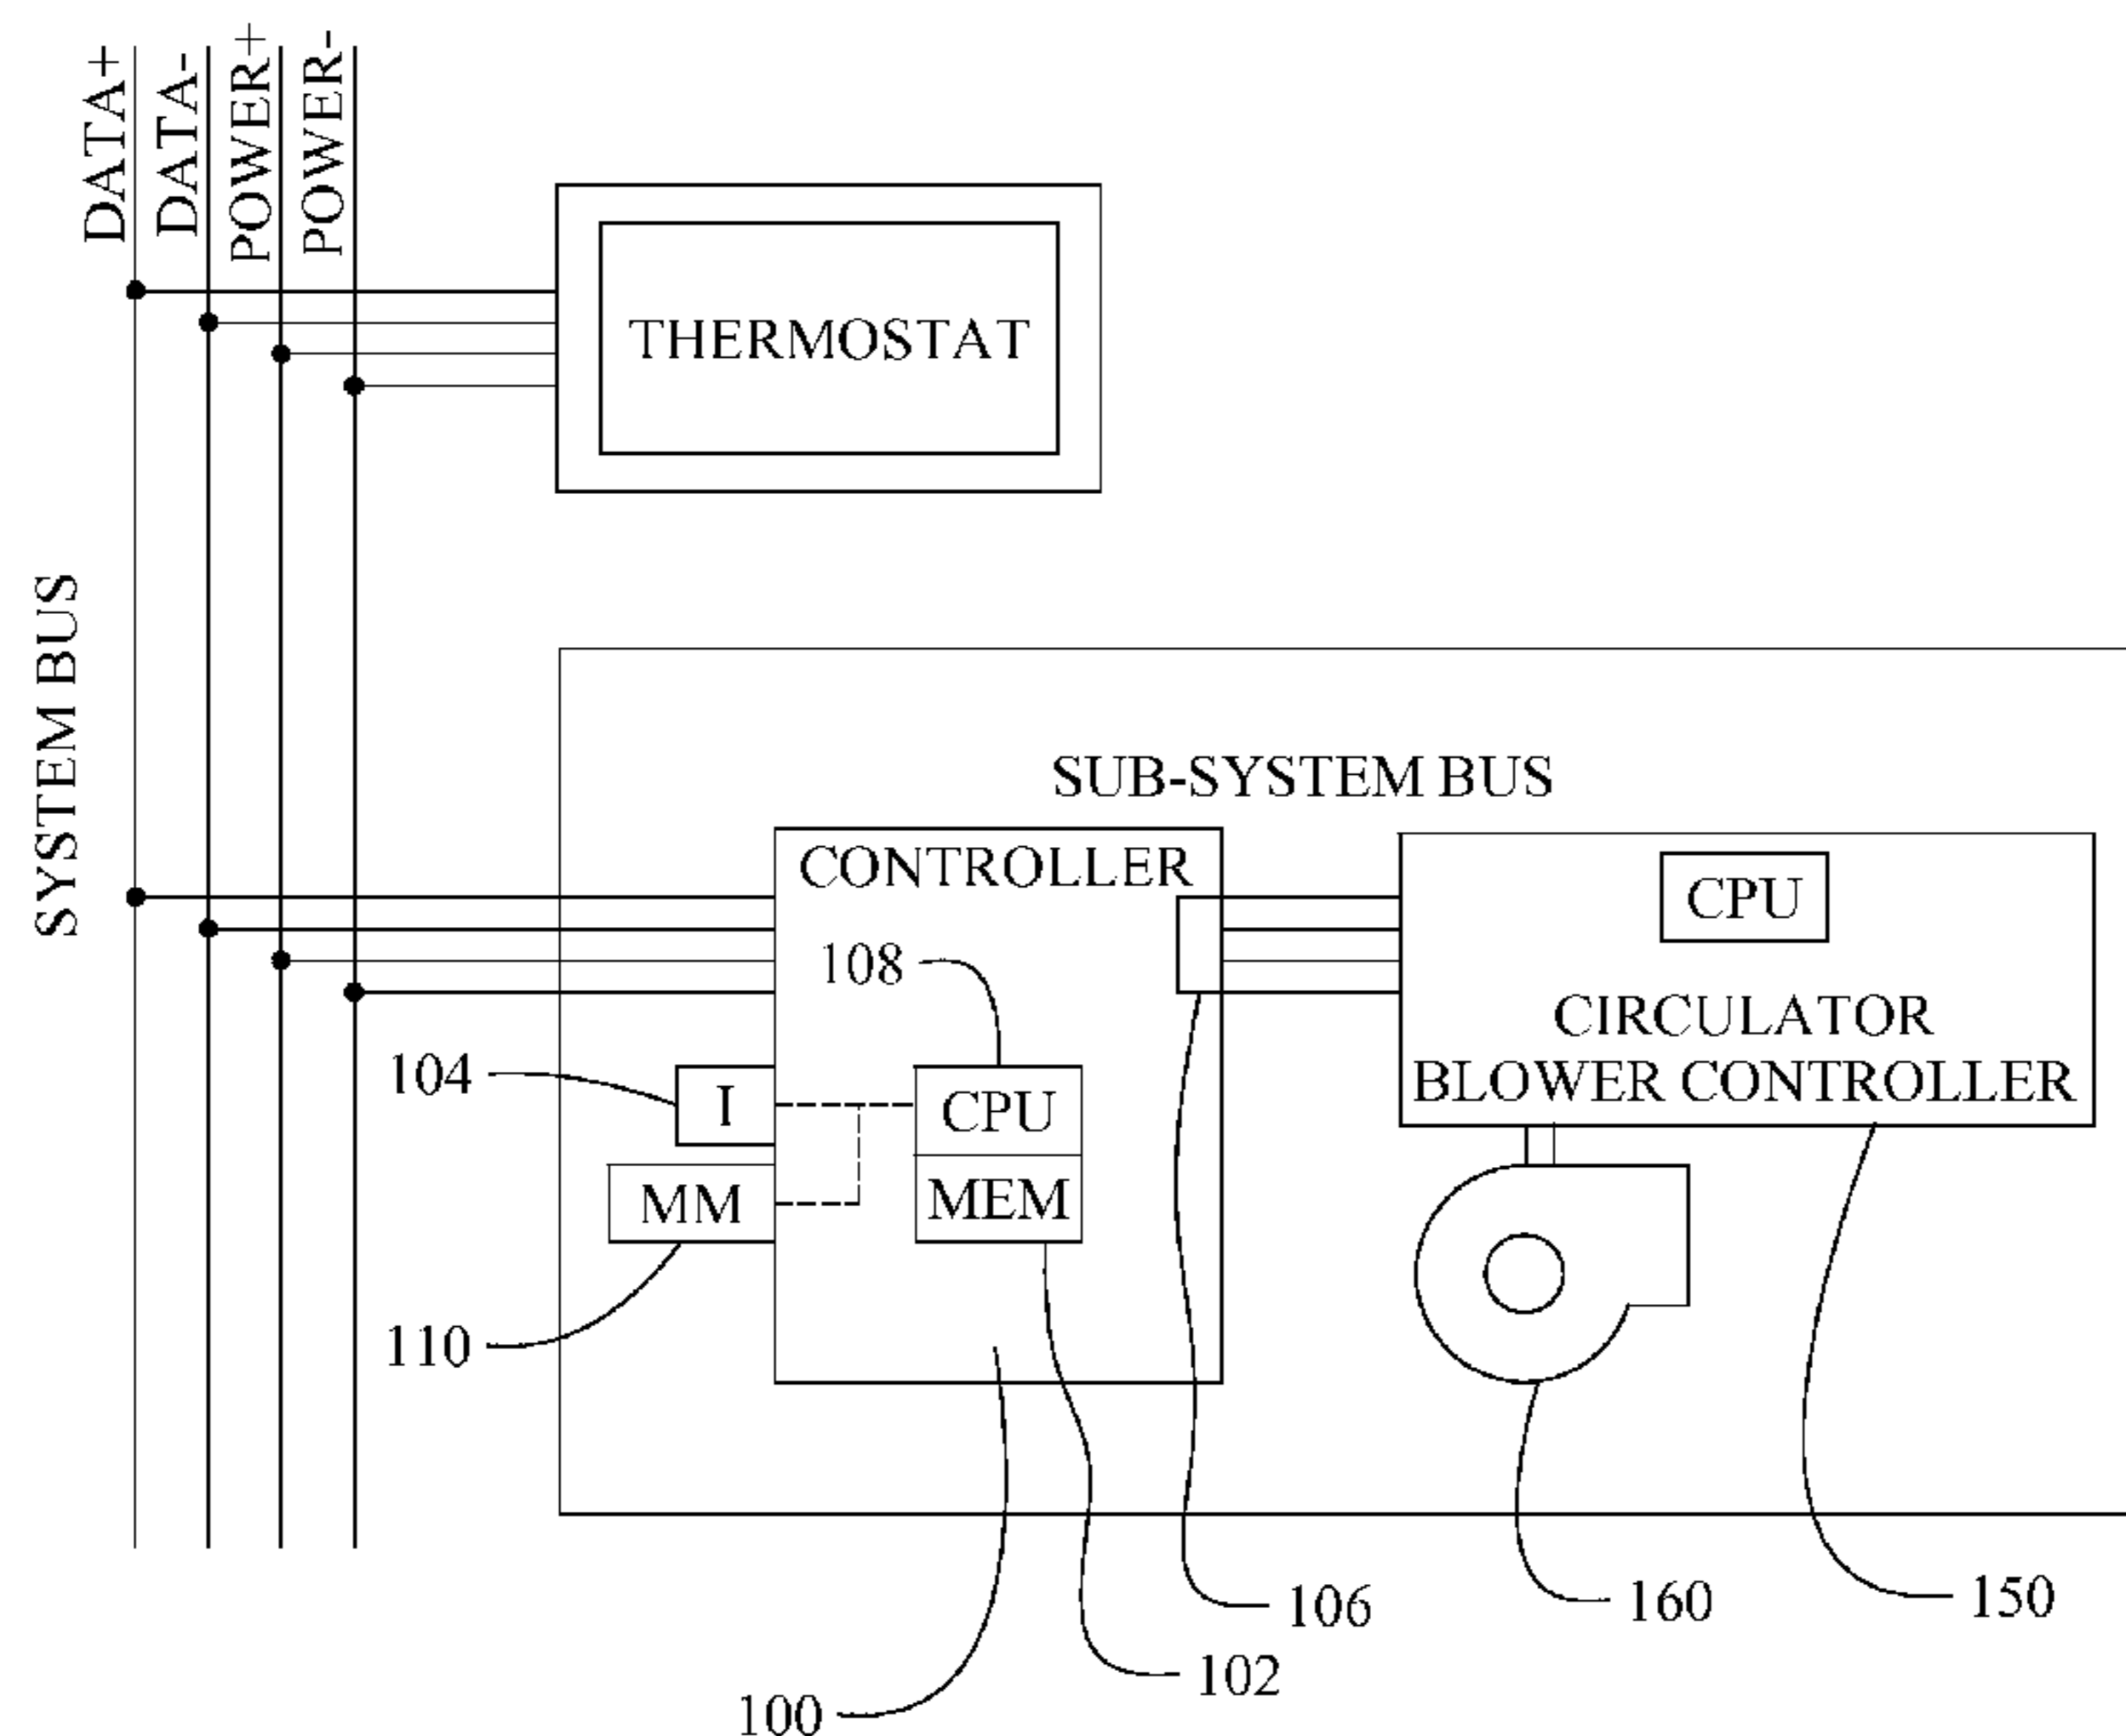 DATA+
DATA-
POWER+
POWER-
THERMOSTAT
SYSTEM BUS
SUB-SYSTEM BUS
CONTROLLER
CPU
108
CIRCULATOR
BLOWER CONTROLLER
104
I
CPU
MM
MEM
110
106
160
150
102
100